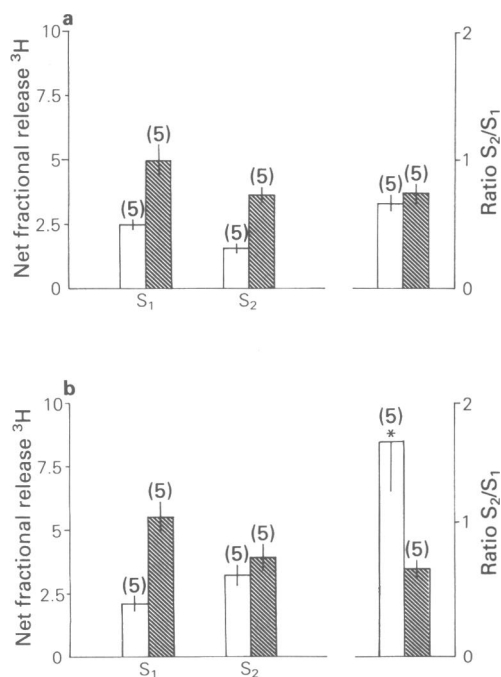 a
Net fractional release ³H
10
7.5
5
2.5
0
(5)
(5)
(5)
(5)
S₁
S₂
(5)
(5)
2
1
0
Ratio S₂/S₁
b
Net fractional release ³H
10
7.5
5
2.5
0
(5)
(5)
(5)
(5)
S₁
S₂
(5)
*
(5)
2
1
0
Ratio S₂/S₁